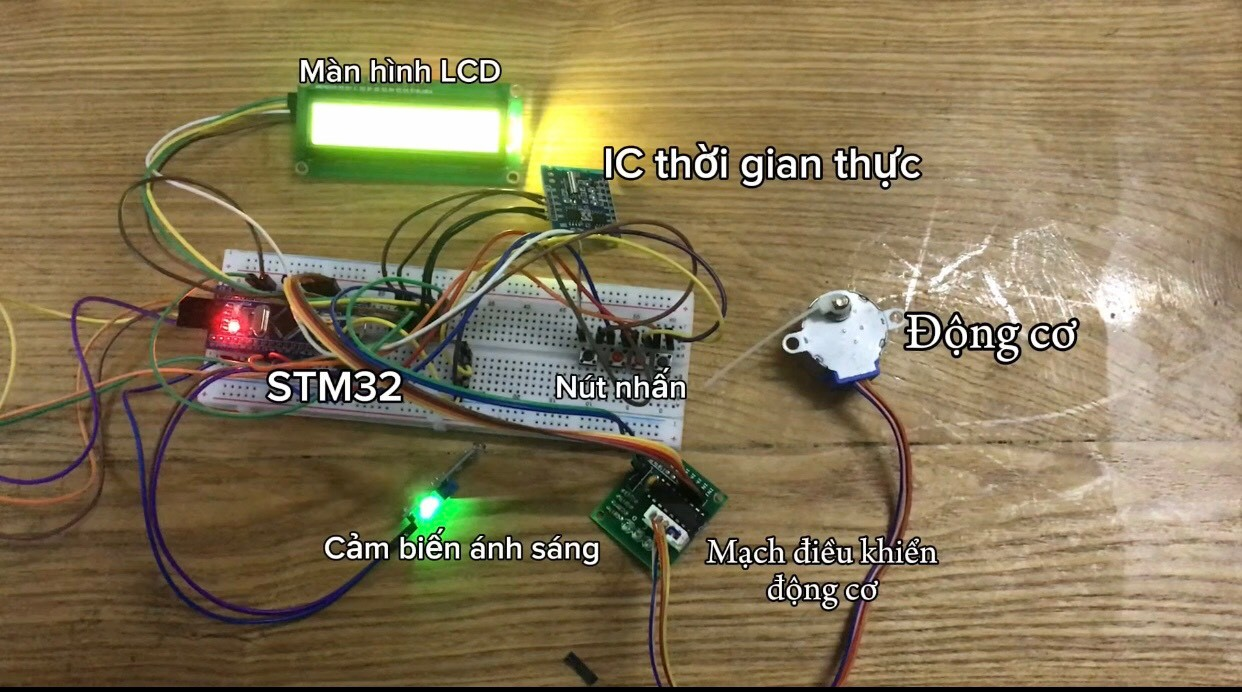 Màn hình LCD
IC thời gian thực
Động cơ
STM32
Nút nhấn
Cảm biến ánh sáng
Mạch điều khiển
động cơ